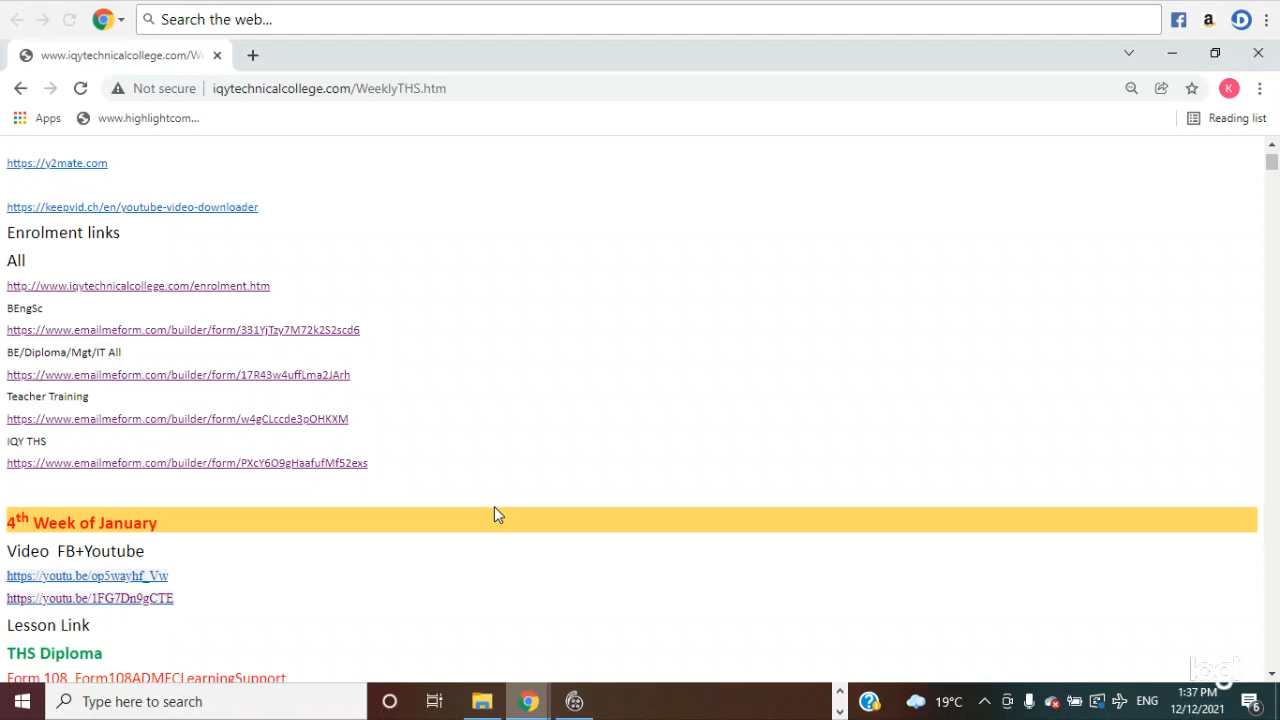 Search the web...
www.iqytechnicalcollege.com/We
Not secure
iqytechnicalcollege.com/WeeklyTHS.htm
K
Apps
www.highlightcom...
Reading list
https://y2mate.com
https://keepvid.ch/en/youtube-video-downloader
Enrolment links
All
http://www.iqytechnicalcollege.com/enrolment.htm
BEngSc
https://www.emailmeform.com/builder/form/331YjTzy7M72k2S2scd6
BE/Diploma/Mgt/IT All
https://www.emailmeform.com/builder/form/17R43w4uffLma2JArh
Teacher Training
https://www.emailmeform.com/builder/form/w4gCLccde3pOHKXM
IQY THS
https://www.emailmeform.com/builder/form/PXcY6O9gHaafufMf52exs
4th Week of January
Video FB+Youtube
https://youtu.be/op5wayhf_Vw
https://youtu.be/1FG7Dn9gCTE
Lesson Link
THS Diploma
Form 108 Form108ADMECLearningSupport
Type here to search
19°C
ENG
1:37 PM
12/12/2021
6